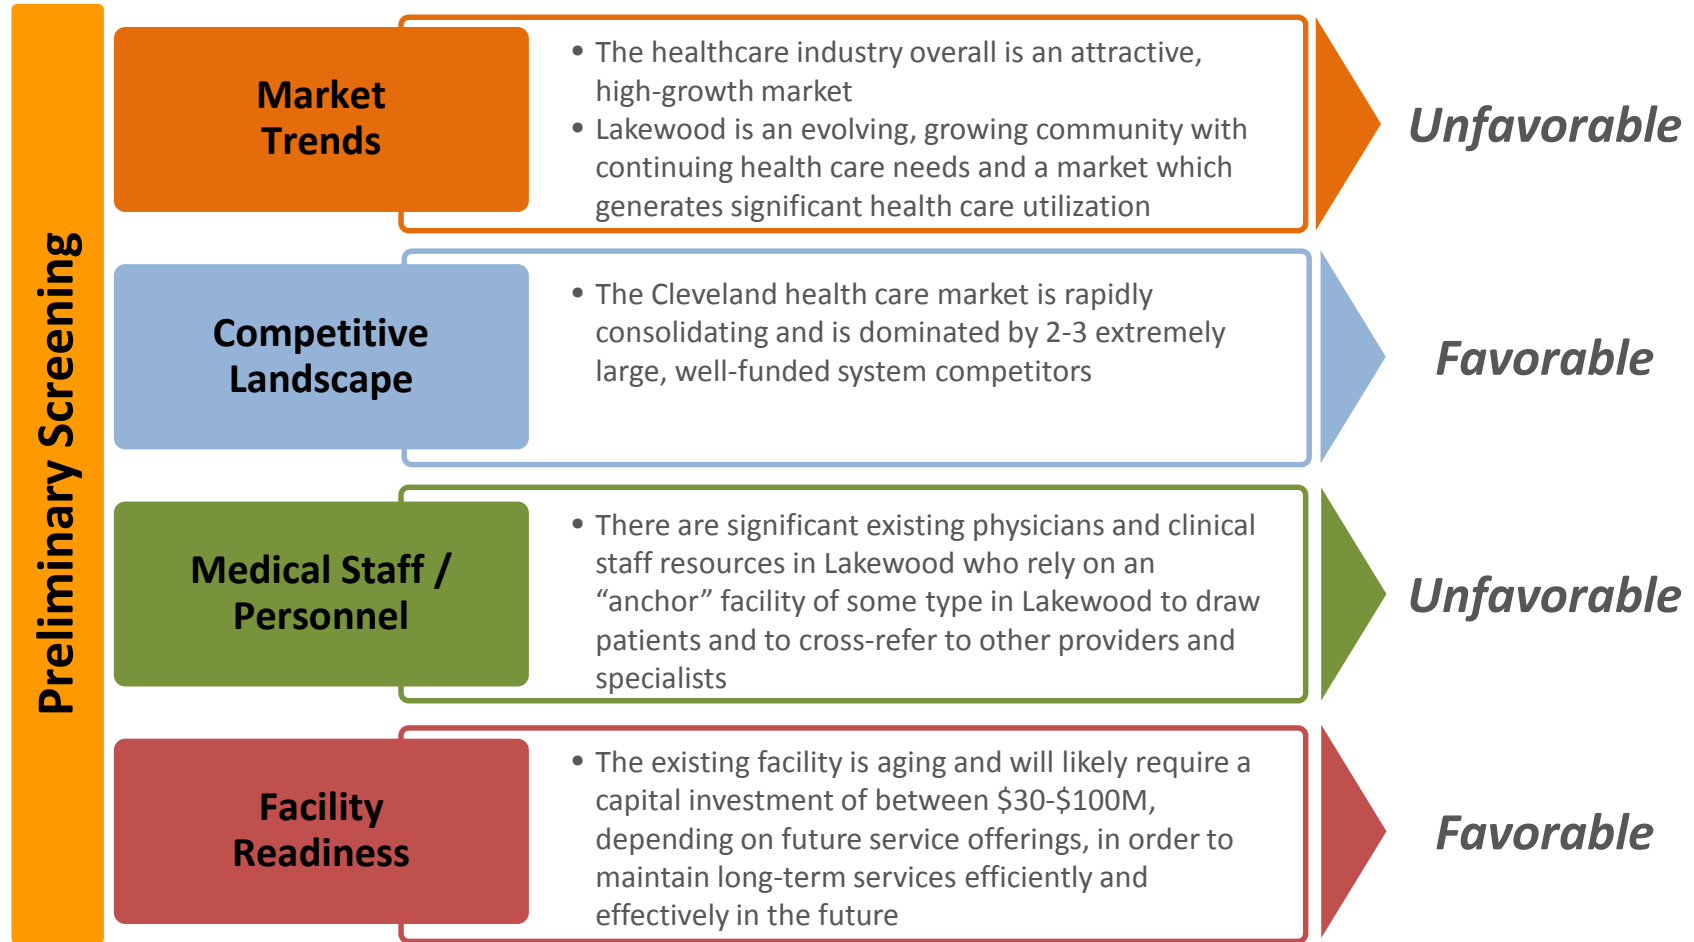 Preliminary Screening
Market
Trends
• The healthcare industry overall is an attractive,
high-growth market
• Lakewood is an evolving, growing community with
continuing health care needs and a market which
generates significant health care utilization
Unfavorable
Competitive
Landscape
• The Cleveland health care market is rapidly
consolidating and is dominated by 2-3 extremely
large, well-funded system competitors
Favorable
Medical Staff /
Personnel
• There are significant existing physicians and clinical
staff resources in Lakewood who rely on an
“anchor” facility of some type in Lakewood to draw
patients and to cross-refer to other providers and
specialists
Unfavorable
Facility
Readiness
• The existing facility is aging and will likely require a
capital investment of between $30-$100M,
depending on future service offerings, in order to
maintain long-term services efficiently and
effectively in the future
Favorable